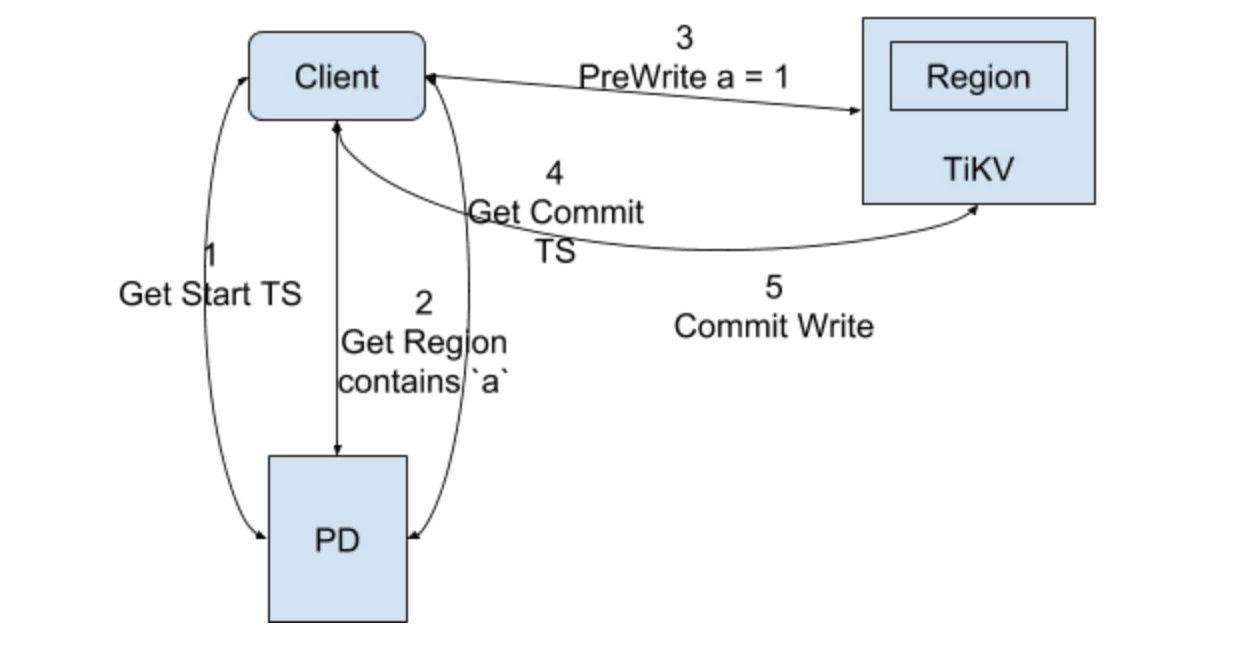 Client
3
PreWrite a = 1
Region
TiKV
4
Get Commit
TS
1
Get Start TS
2
Get Region
contains `a`
5
Commit Write
PD